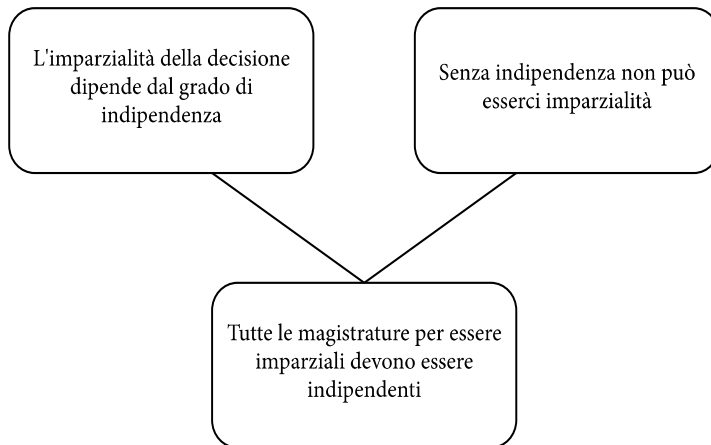 L'imparzialità della decisione
dipende dal grado di
indipendenza
Senza indipendenza non può
esserci imparzialità
Tutte le magistrature per essere
imparziali devono essere
indipendenti